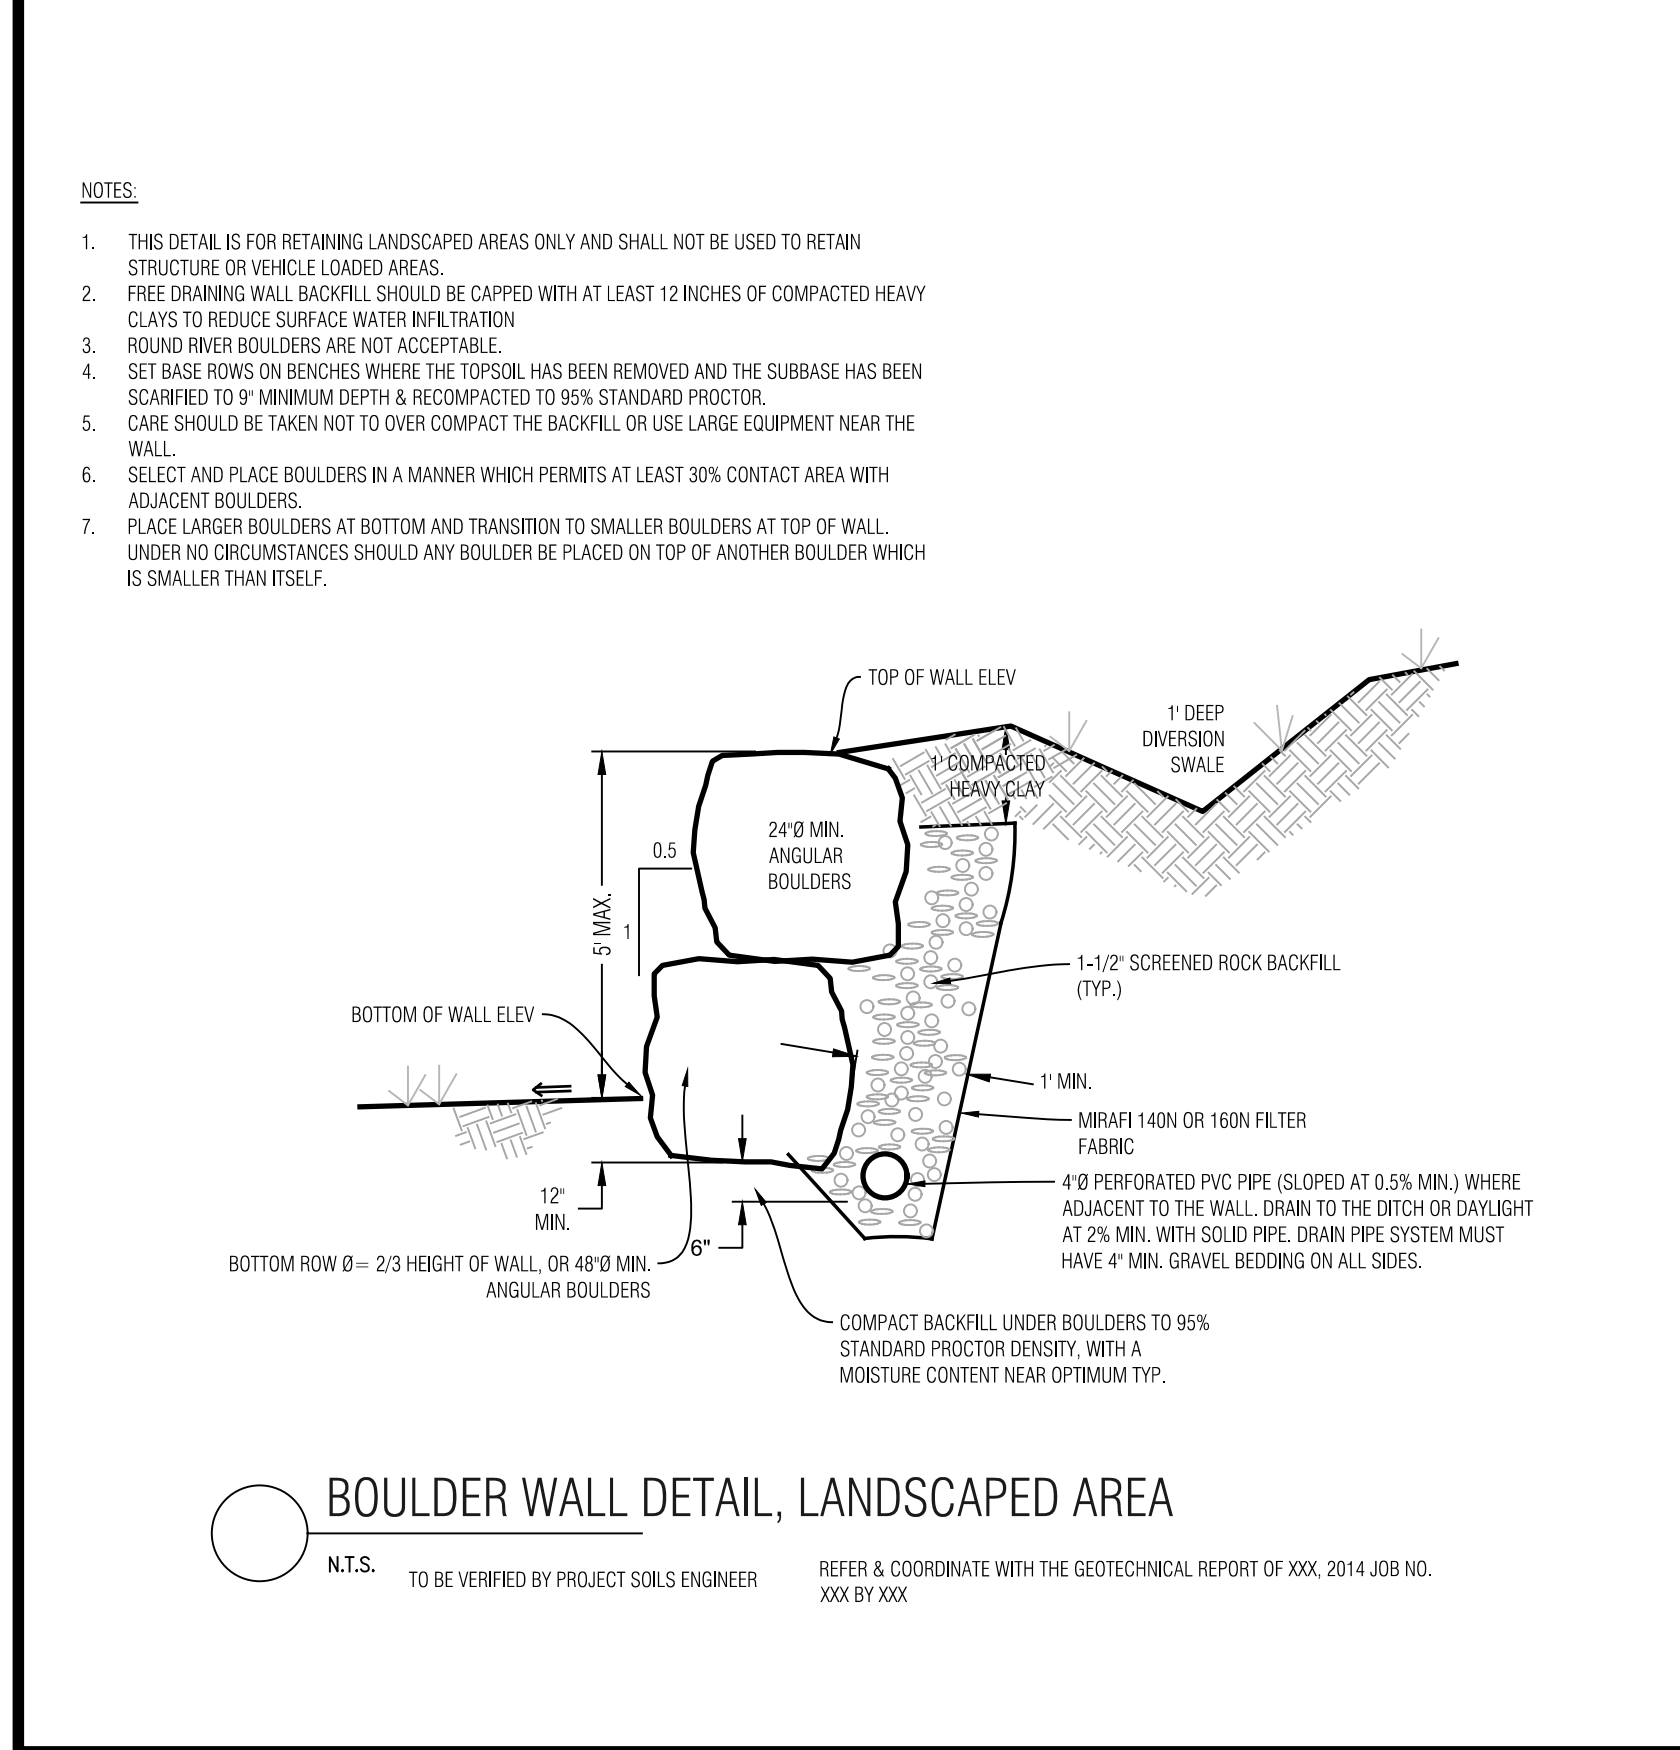 NOTES:
1. THIS DETAIL IS FOR RETAINING LANDSCAPED AREAS ONLY AND SHALL NOT BE USED TO RETAIN
STRUCTURE OR VEHICLE LOADED AREAS.
2. FREE DRAINING WALL BACKFILL SHOULD BE CAPPED WITH AT LEAST 12 INCHES OF COMPACTED HEAVY
CLAYS TO REDUCE SURFACE WATER INFILTRATION
3. ROUND RIVER BOULDERS ARE NOT ACCEPTABLE.
4. SET BASE ROWS ON BENCHES WHERE THE TOPSOIL HAS BEEN REMOVED AND THE SUBBASE HAS BEEN
SCARIFIED TO 9" MINIMUM DEPTH & RECOMPACTED TO 95% STANDARD PROCTOR.
5. CARE SHOULD BE TAKEN NOT TO OVER COMPACT THE BACKFILL OR USE LARGE EQUIPMENT NEAR THE
WALL.
6. SELECT AND PLACE BOULDERS IN A MANNER WHICH PERMITS AT LEAST 30% CONTACT AREA WITH
ADJACENT BOULDERS.
7. PLACE LARGER BOULDERS AT BOTTOM AND TRANSITION TO SMALLER BOULDERS AT TOP OF WALL.
UNDER NO CIRCUMSTANCES SHOULD ANY BOULDER BE PLACED ON TOP OF ANOTHER BOULDER WHICH
IS SMALLER THAN ITSELF.
TOP OF WALL ELEV
1' DEEP
DIVERSION
SWALE
1' COMPACTED
HEAVY CLAY
24"Ø MIN.
ANGULAR
BOULDERS
0.5
1
5' MAX.
1-1/2" SCREENED ROCK BACKFILL
(TYP.)
BOTTOM OF WALL ELEV
1' MIN.
MIRAFI 140N OR 160N FILTER
FABRIC
4"Ø PERFORATED PVC PIPE (SLOPED AT 0.5% MIN.) WHERE
ADJACENT TO THE WALL. DRAIN TO THE DITCH OR DAYLIGHT
AT 2% MIN. WITH SOLID PIPE. DRAIN PIPE SYSTEM MUST
HAVE 4" MIN. GRAVEL BEDDING ON ALL SIDES.
12"
MIN.
6"
BOTTOM ROW Ø= 2/3 HEIGHT OF WALL, OR 48"Ø MIN.
ANGULAR BOULDERS
COMPACT BACKFILL UNDER BOULDERS TO 95%
STANDARD PROCTOR DENSITY, WITH A
MOISTURE CONTENT NEAR OPTIMUM TYP.
BOULDER WALL DETAIL, LANDSCAPED AREA
N.T.S.
TO BE VERIFIED BY PROJECT SOILS ENGINEER
REFER & COORDINATE WITH THE GEOTECHNICAL REPORT OF XXX, 2014 JOB NO.
XXX BY XXX